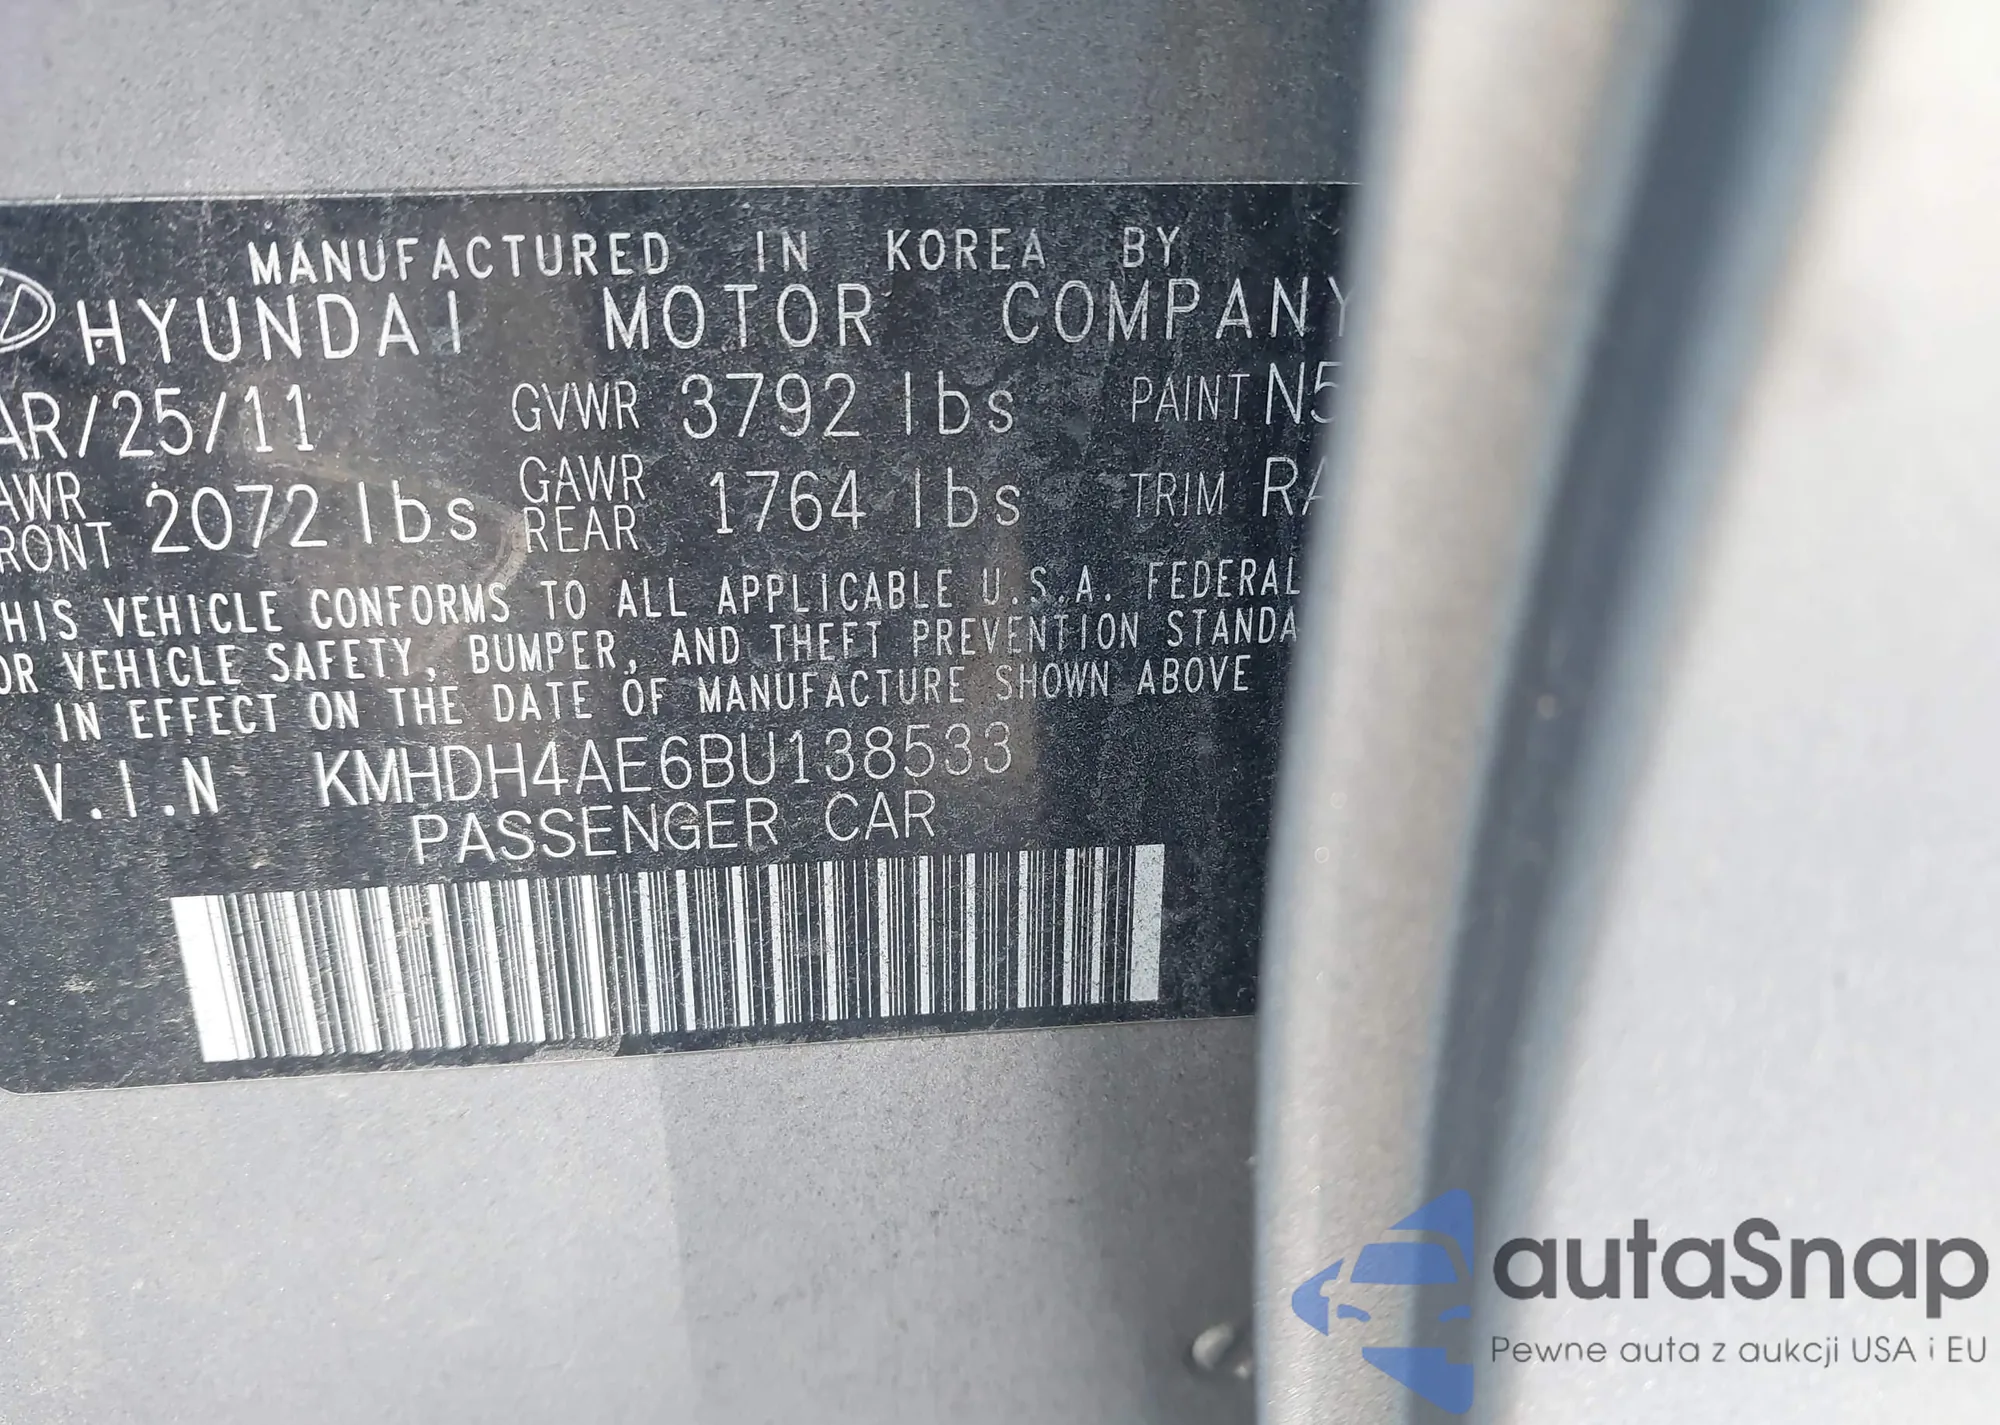 MANUFACTURED IN KOREA BY
HYUNDAI MOTOR COMPANY
AR/25/11 GVWR 3792 lbs PAINT N5
AWR FRONT 2072 lbs GAWR REAR 1764 lbs TRIM RA
HIS VEHICLE CONFORMS TO ALL APPLICABLE U.S.A. FEDERAL
OR VEHICLE SAFETY, BUMPER, AND THEFT PREVENTION STANDA
IN EFFECT ON THE DATE OF MANUFACTURE SHOWN ABOVE
V.I.N KMHDH4AE6BU138533
PASSENGER CAR
autaSnap
Pewne auta z aukcji USA i EU